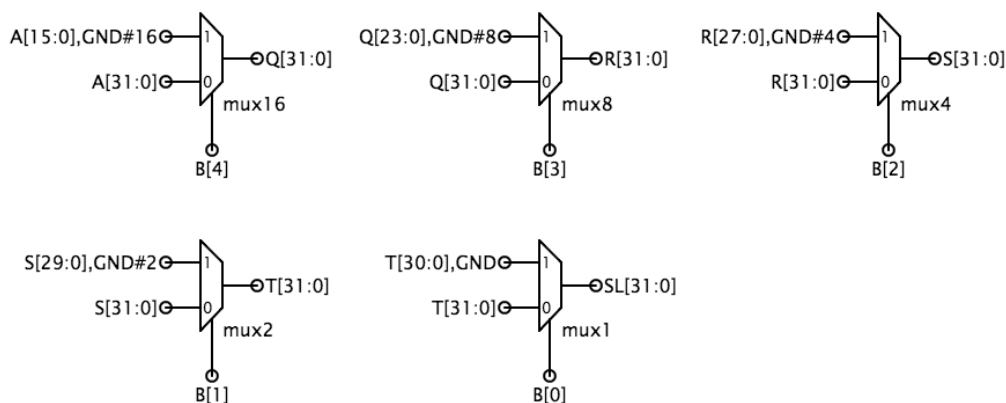 A[15:0],GND#16
1
Q[31:0]
A[31:0]
0
mux16
B[4]
Q[23:0],GND#8
1
R[31:0]
Q[31:0]
0
mux8
B[3]
R[27:0],GND#4
1
S[31:0]
R[31:0]
0
mux4
B[2]
S[29:0],GND#2
1
T[31:0]
S[31:0]
0
mux2
B[1]
T[30:0],GND
1
SL[31:0]
T[31:0]
0
mux1
B[0]